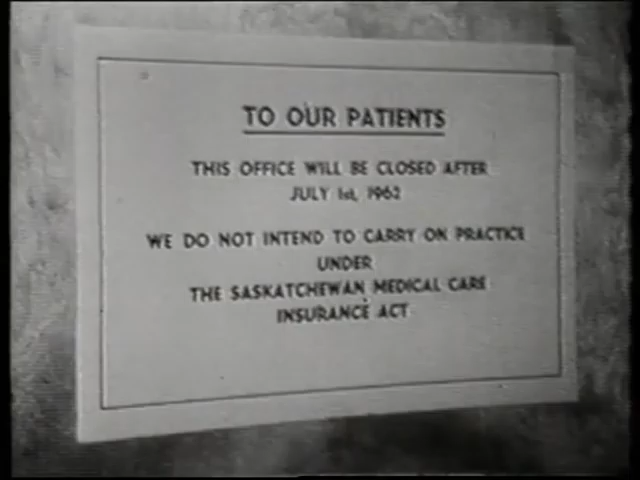 TO OUR PATIENTS
THIS OFFICE WILL BE CLOSED AFTER
JULY 1st, 1962
WE DO NOT INTEND TO CARRY ON PRACTICE
UNDER
THE SASKATCHEWAN MEDICAL CARE
INSURANCE ACT